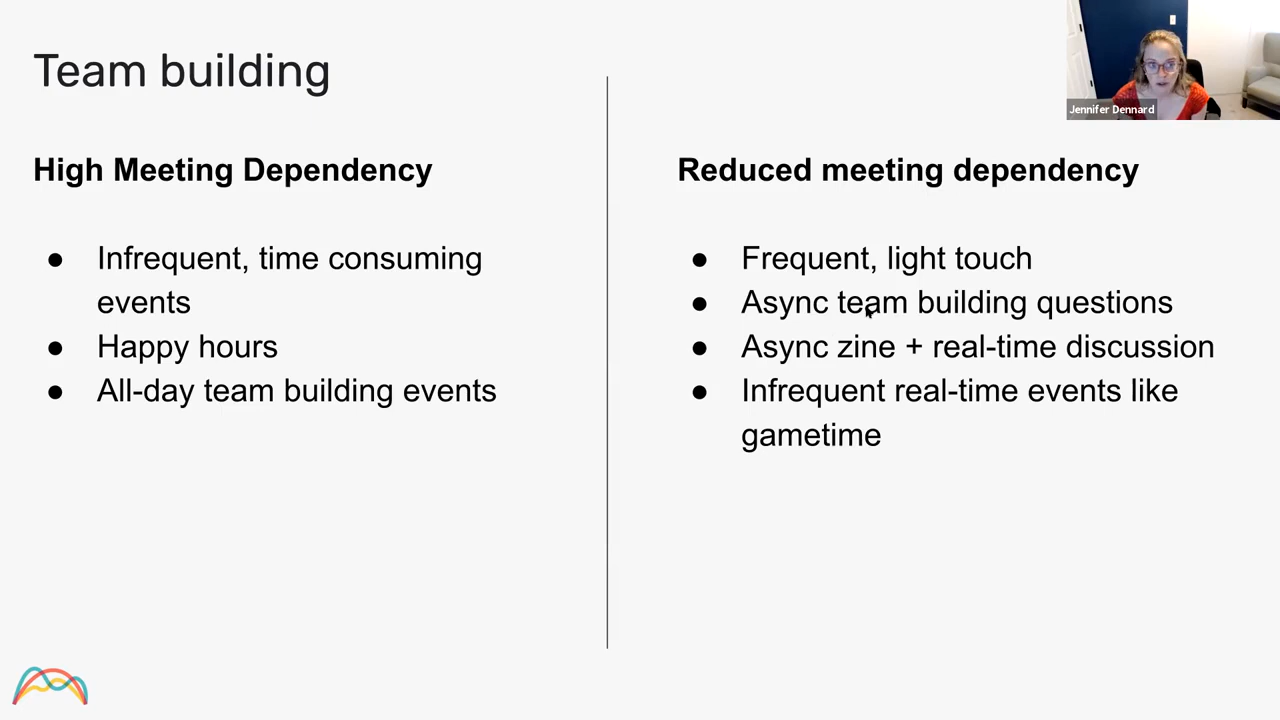 Team building
Jennifer Dennard
High Meeting Dependency
● Infrequent, time consuming
events
● Happy hours
● All-day team building events
Reduced meeting dependency
● Frequent, light touch
● Async team building questions
● Async zine + real-time discussion
● Infrequent real-time events like
gametime